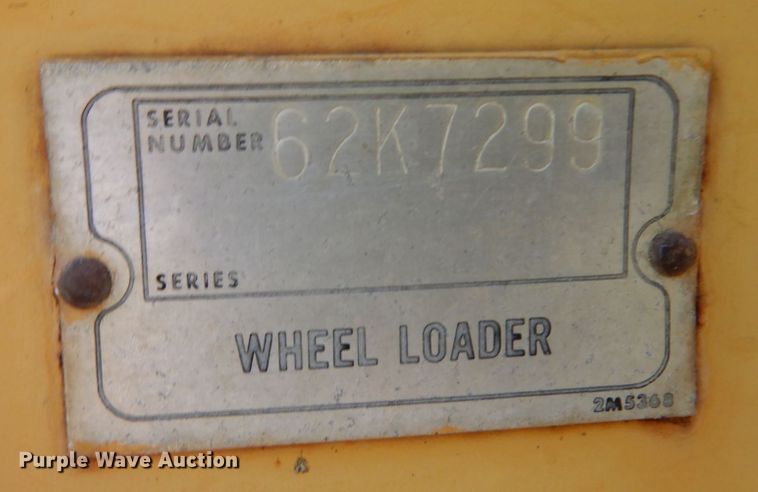 SERIAL
NUMBER 62K7299
SERIES
WHEEL LOADER
2M5368
Purple Wave Auction